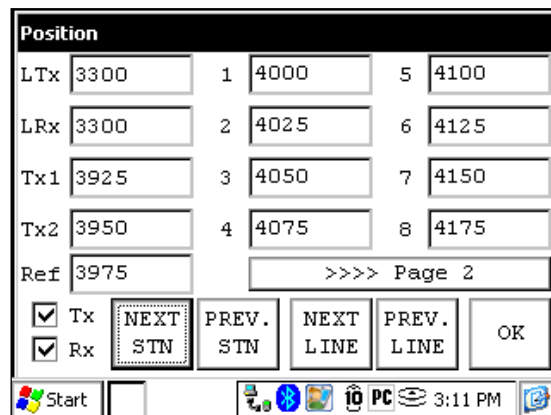 Position
LTx 3300 1 4000 5 4100
LRx 3300 2 4025 6 4125
Tx1 3925 3 4050 7 4150
Tx2 3950 4 4075 8 4175
Ref 3975 >>>> Page 2
Tx
Rx
NEXT
STN
PREV.
STN
NEXT
LINE
PREV.
LINE
OK
Start PC 3:11 PM